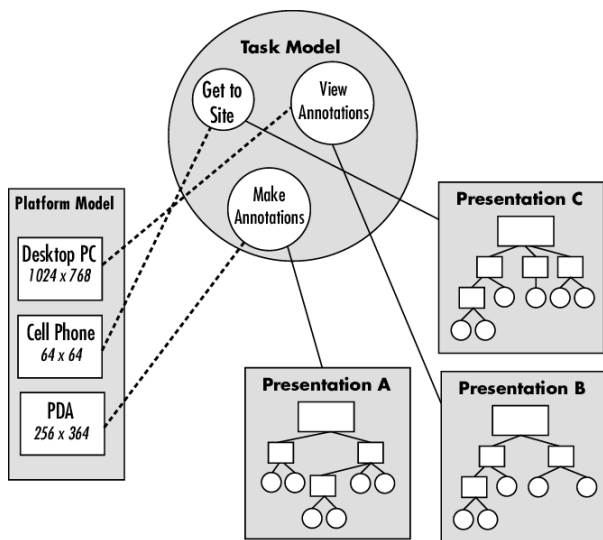 Task Model
Get to
Site
View
Annotations
Make
Annotations
Platform Model
Desktop PC
1024 x 768
Cell Phone
64 x 64
PDA
256 x 364
Presentation C
Presentation A
Presentation B